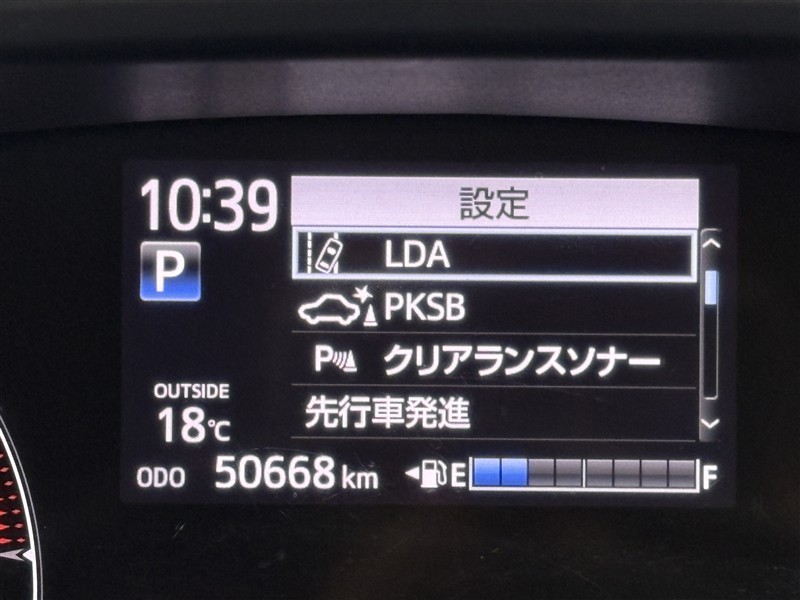 10:39
設定
P
LDA
PKSB
P クリアランスソナー
先行車発進
OUTSIDE
18℃
ODO 50668 km E F